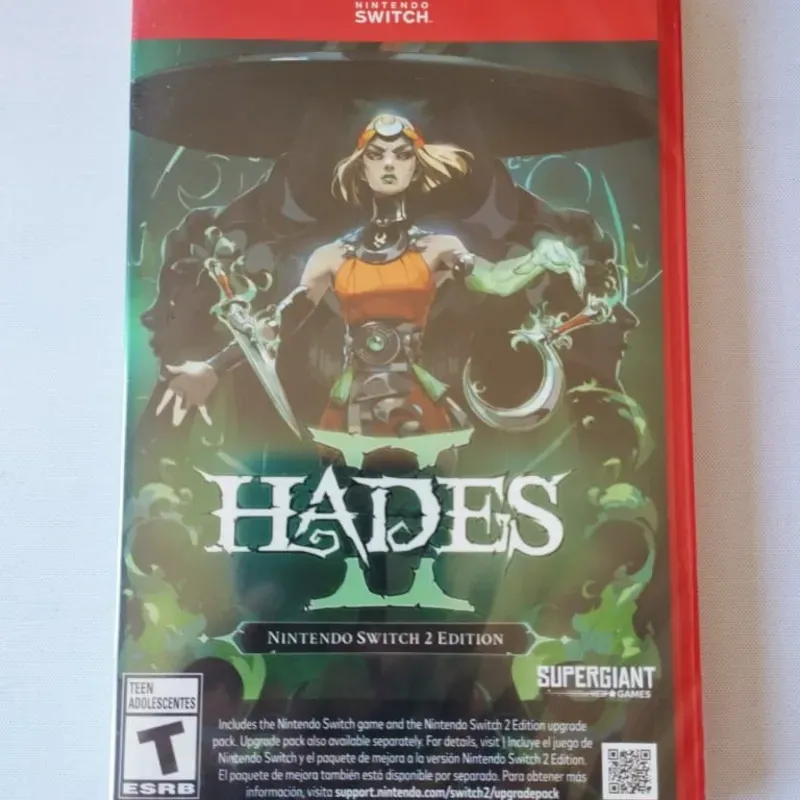 NINTENDO
SWITCH
II
HADES
NINTENDO SWITCH 2 EDITION
SUPERGIANT
GAMES
TEEN
ADOLESCENTES
T
ESRB
Includes the Nintendo Switch game and the Nintendo Switch 2 Edition upgrade
pack. Upgrade pack also available separately. For details, visit | Incluye el juego de
Nintendo Switch y el paquete de mejora a la versión Nintendo Switch 2 Edition.
El paquete de mejora también está disponible por separado. Para obtener más
información, visita support.nintendo.com/switch2/upgradepack